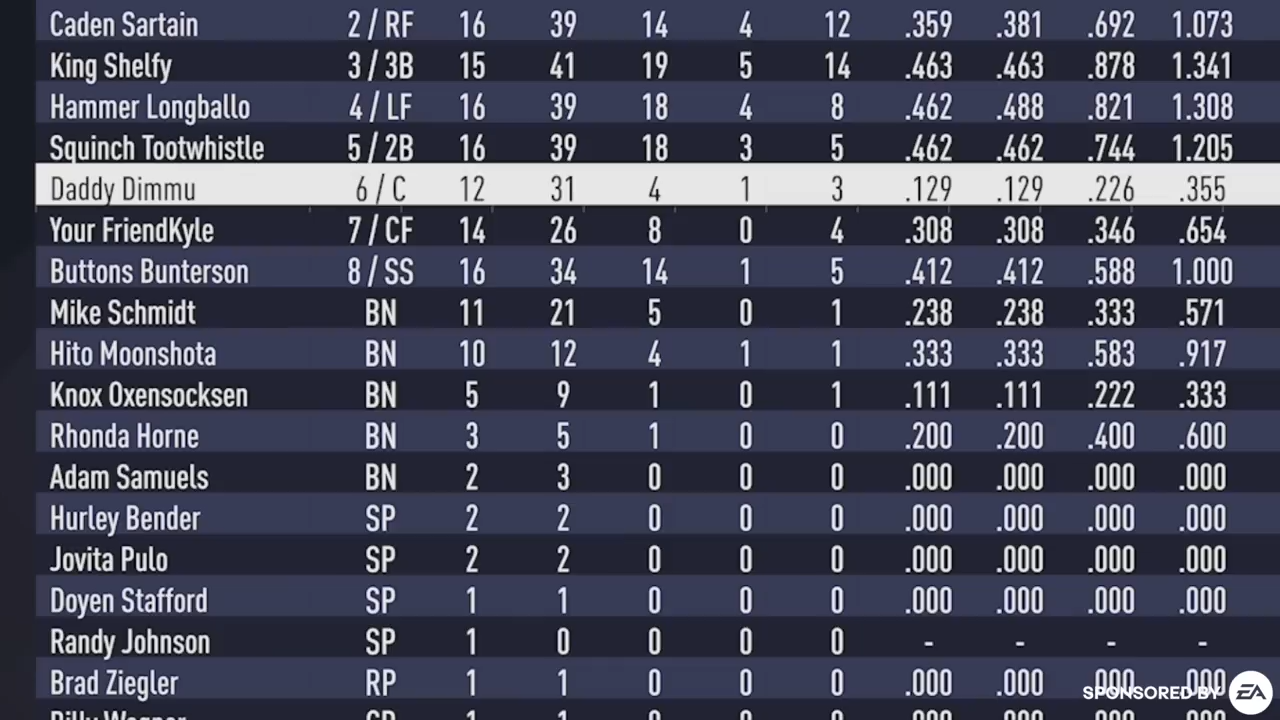 Caden Sartain 2 / RF 16 39 14 4 12 .359 .381 .692 1.073
King Shelfy 3 / 3B 15 41 19 5 14 .463 .463 .878 1.341
Hammer Longballo 4 / LF 16 39 18 4 8 .462 .488 .821 1.308
Squinch Tootwhistle 5 / 2B 16 39 18 3 5 .462 .462 .744 1.205
Daddy Dimmu 6 / C 12 31 4 1 3 .129 .129 .226 .355
Your FriendKyle 7 / CF 14 26 8 0 4 .308 .308 .346 .654
Buttons Bunterson 8 / SS 16 34 14 1 5 .412 .412 .588 1.000
Mike Schmidt BN 11 21 5 0 1 .238 .238 .333 .571
Hito Moonshota BN 10 12 4 1 1 .333 .333 .583 .917
Knox Oxensocksen BN 5 9 1 0 1 .111 .111 .222 .333
Rhonda Horne BN 3 5 1 0 0 .200 .200 .400 .600
Adam Samuels BN 2 3 0 0 0 .000 .000 .000 .000
Hurley Bender SP 2 2 0 0 0 .000 .000 .000 .000
Jovita Pulo SP 2 2 0 0 0 .000 .000 .000 .000
Doyen Stafford SP 1 1 0 0 0 .000 .000 .000 .000
Randy Johnson SP 1 0 0 0 0 - - - -
Brad Ziegler RP 1 1 0 0 0 .000 .000 .000 .000
SPONSORED BY EA